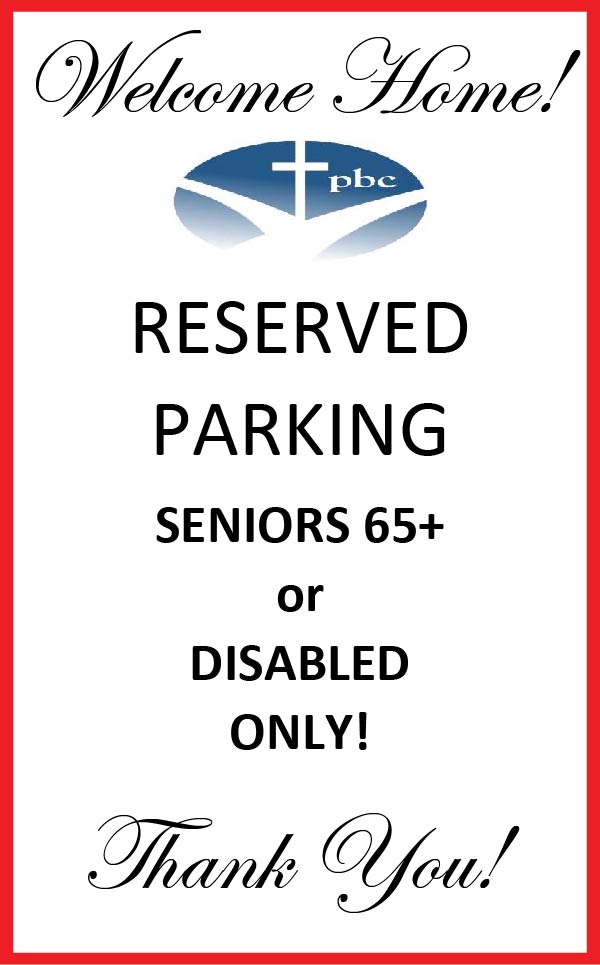 Welcome Home!
pbc
RESERVED
PARKING
SENIORS 65+
or
DISABLED
ONLY!
Thank You!